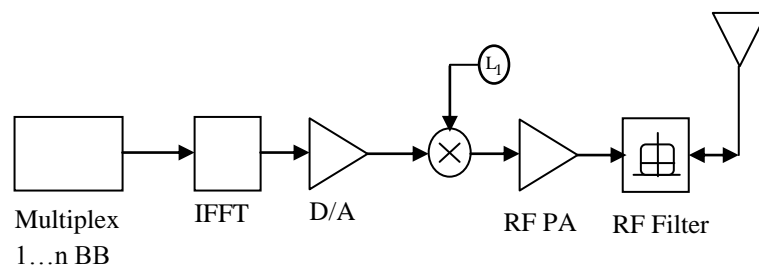 L1
Multiplex
1...n BB
IFFT
D/A
RF PA
RF Filter